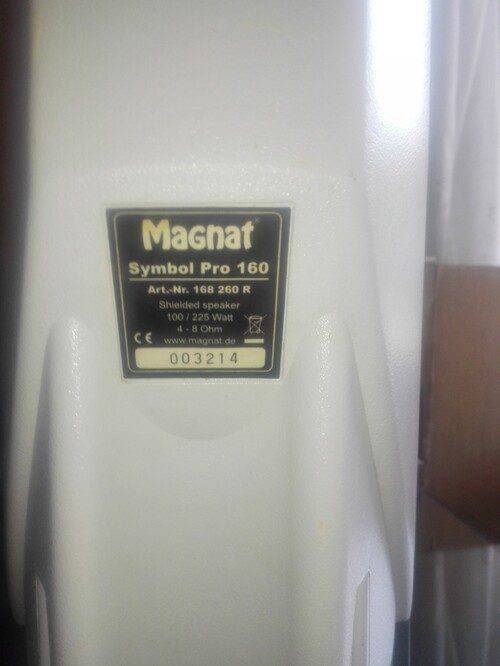 Magnat®
Symbol Pro 160
Art.-Nr. 168 260 R
Shielded speaker
100 / 225 Watt
4 - 8 Ohm
CE www.magnat.de
003214